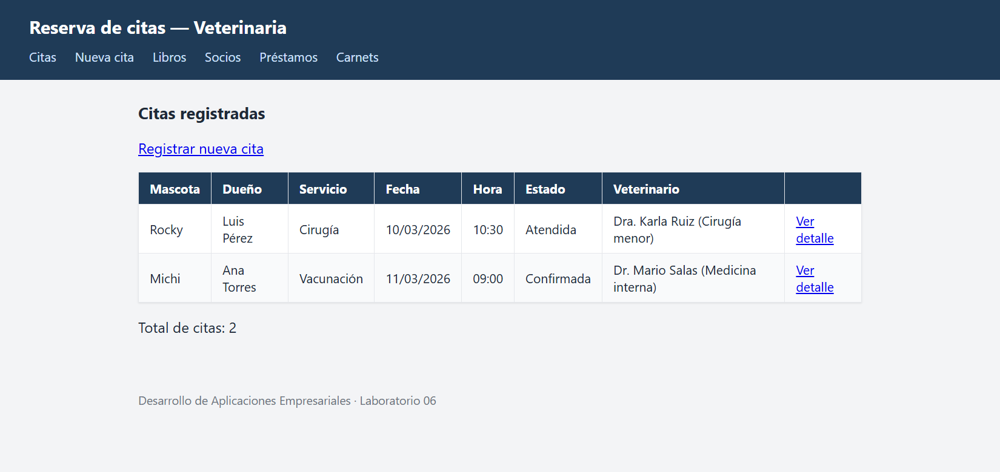 Reserva de citas — Veterinaria
Citas Nueva cita Libros Socios Préstamos Carnets
Citas registradas
Registrar nueva cita
Mascota Dueño Servicio Fecha Hora Estado Veterinario
Rocky Luis Pérez Cirugía 10/03/2026 10:30 Atendida Dra. Karla Ruiz (Cirugía menor) Ver detalle
Michi Ana Torres Vacunación 11/03/2026 09:00 Confirmada Dr. Mario Salas (Medicina interna) Ver detalle
Total de citas: 2
Desarrollo de Aplicaciones Empresariales · Laboratorio 06